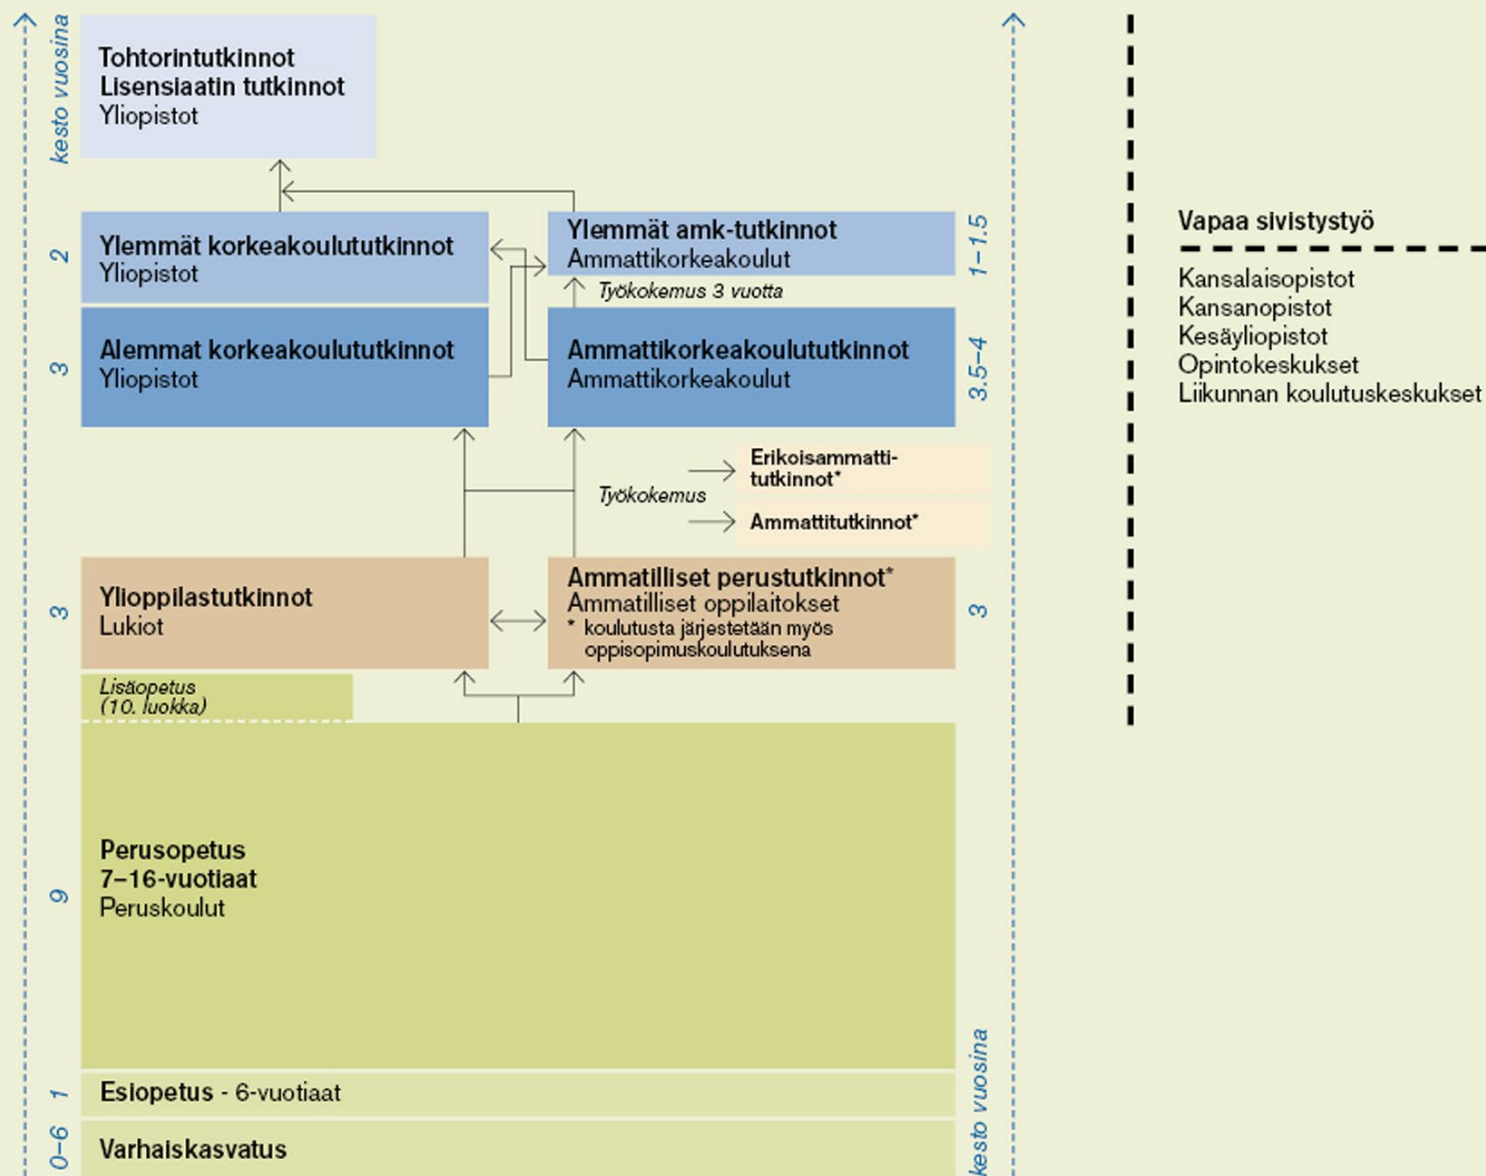 kesto vuosina
Tohtorintutkinnot
Lisensiaatin tutkinnot
Yliopistot
2
Ylemmät korkeakoulututkinnot
Yliopistot
Ylemmät amk-tutkinnot
Ammattikorkeakoulut
1–1.5
Työkokemus 3 vuotta
3
Alemmat korkeakoulututkinnot
Yliopistot
Ammattikorkeakoulututkinnot
Ammattikorkeakoulut
3.5–4
Työkokemus
Erikoisammatti-
tutkinnot*
Ammattitutkinnot*
3
Ylioppilastutkinnot
Lukiot
Ammatilliset perustutkinnot*
Ammatilliset oppilaitokset
* koulutusta järjestetään myös
oppisopimuskoulutuksena
3
Lisäopetus
(10. luokka)
9
Perusopetus
7–16-vuotiaat
Peruskoulut
1
Esiopetus - 6-vuotiaat
0–6
Varhaiskasvatus
kesto vuosina
Vapaa sivistystyö
Kansalaisopistot
Kansanopistot
Kesäyliopistot
Opintokeskukset
Liikunnan koulutuskeskukset